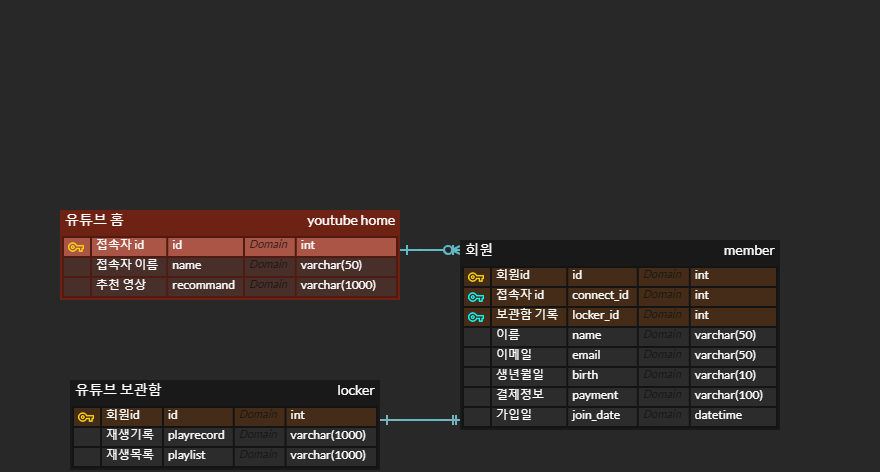 유튜브 홈 youtube home
접속자 id id Domain int
접속자 이름 name Domain varchar(50)
추천 영상 recommand Domain varchar(1000)
회원 member
회원id id Domain int
접속자 id connect_id Domain int
보관함 기록 locker_id Domain int
이름 name Domain varchar(50)
이메일 email Domain varchar(50)
생년월일 birth Domain varchar(10)
결제정보 payment Domain varchar(100)
가입일 join_date Domain datetime
유튜브 보관함 locker
회원id id Domain int
재생기록 playrecord Domain varchar(1000)
재생목록 playlist Domain varchar(1000)